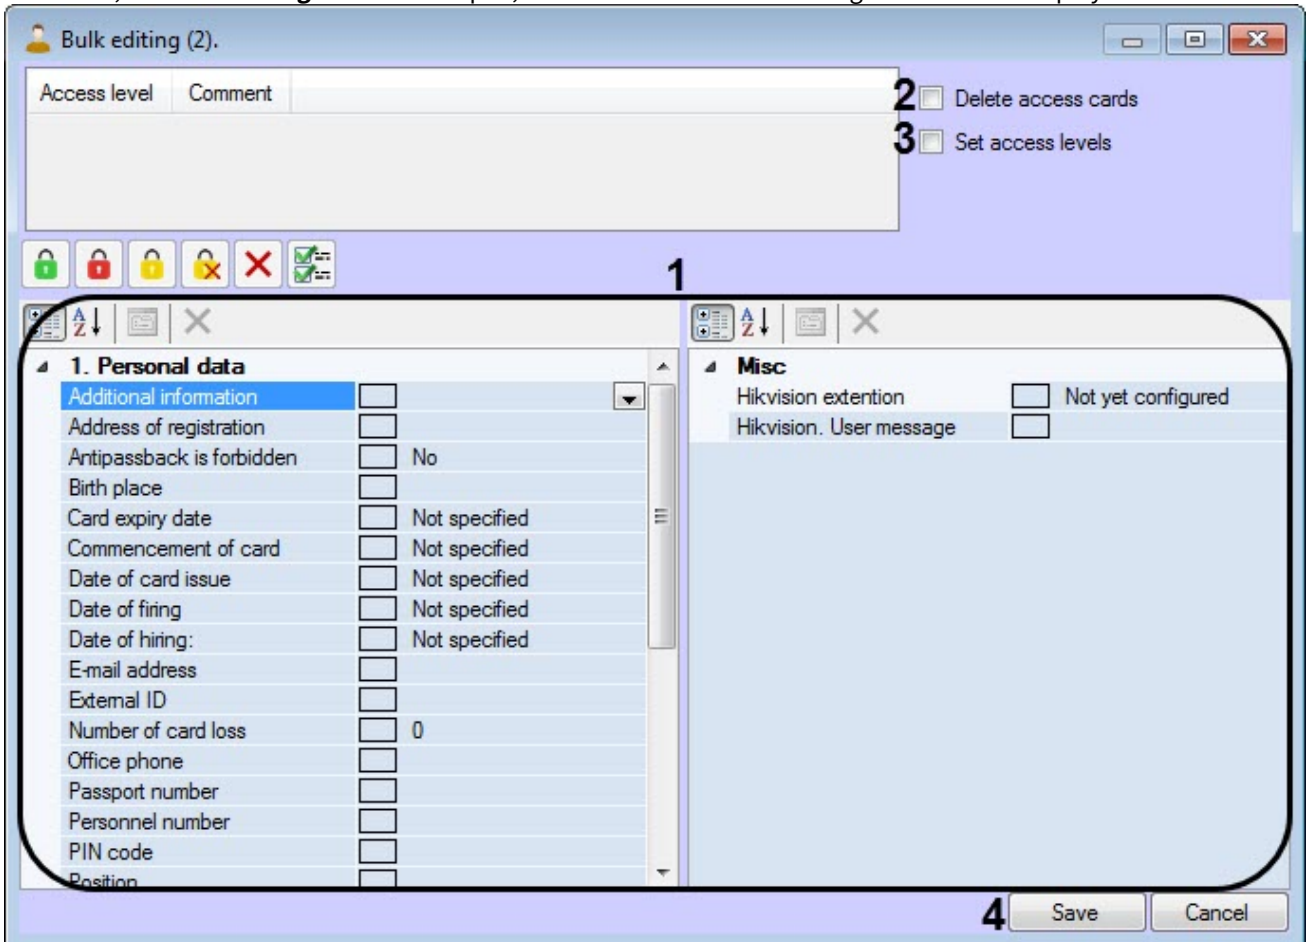 Bulk editing (2).
Access level Comment
2 Delete access cards
3 Set access levels
1
1. Personal data
Additional information
Address of registration
Antipassback is forbidden No
Birth place
Card expiry date Not specified
Commencement of card Not specified
Date of card issue Not specified
Date of firing Not specified
Date of hiring: Not specified
E-mail address
External ID
Number of card loss 0
Office phone
Passport number
Personnel number
PIN code
Position
Misc
Hikvision extention Not yet configured
Hikvision. User message
4 Save Cancel